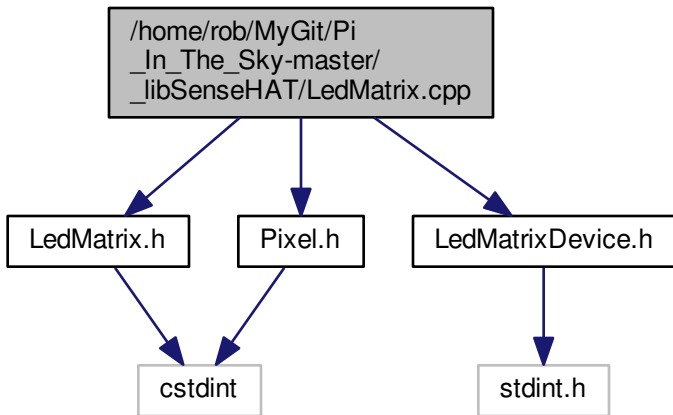 /home/rob/MyGit/Pi
_In_The_Sky-master/
_libSenseHAT/LedMatrix.cpp
LedMatrix.h
Pixel.h
LedMatrixDevice.h
cstdint
stdint.h